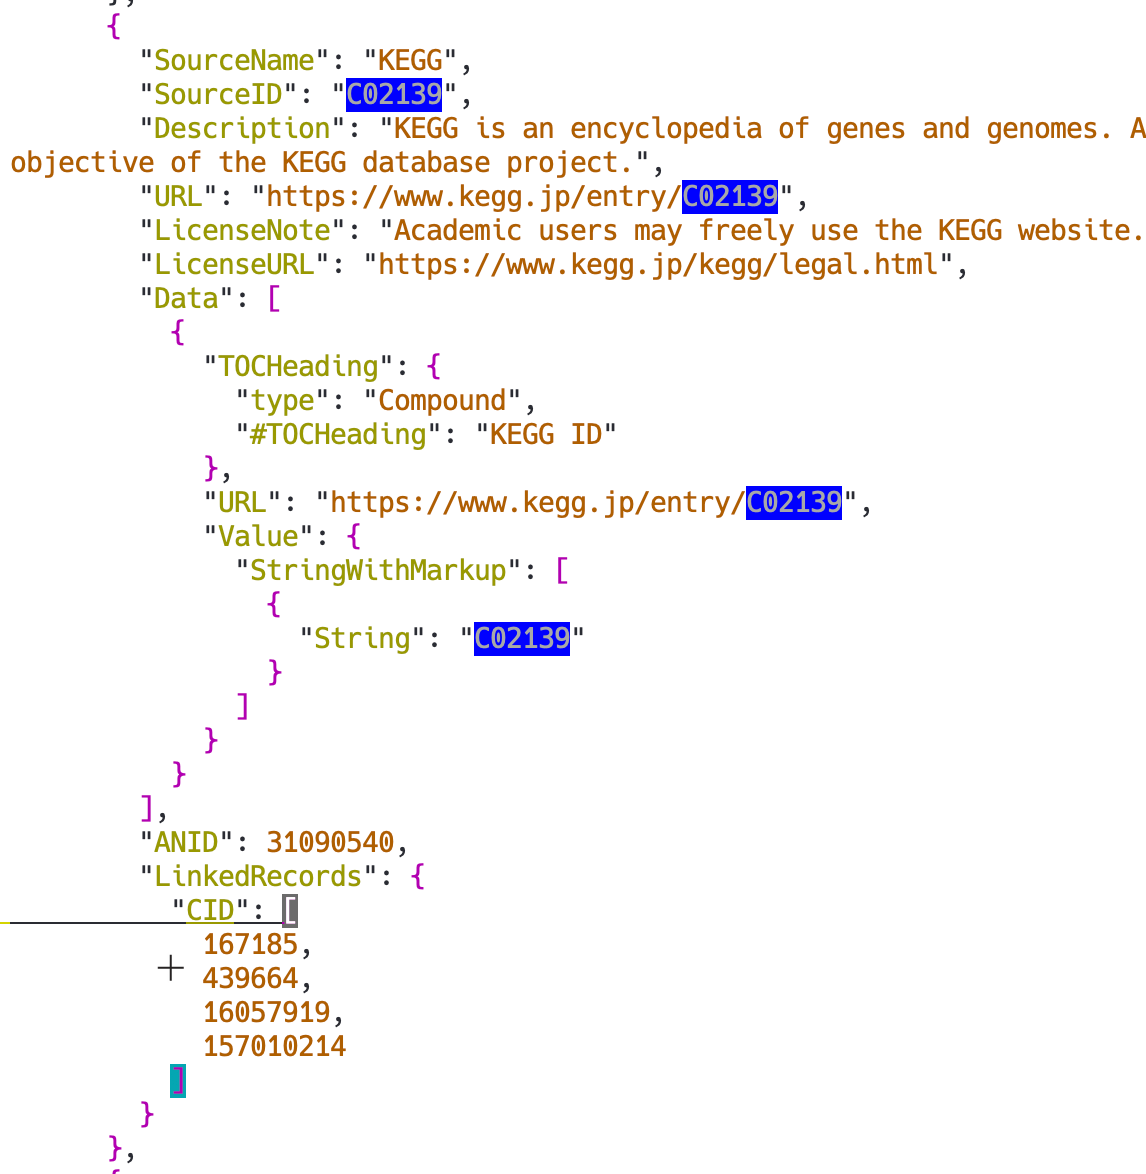 {
"SourceName": "KEGG",
"SourceID": "C02139",
"Description": "KEGG is an encyclopedia of genes and genomes. A
objective of the KEGG database project.",
"URL": "https://www.kegg.jp/entry/C02139",
"LicenseNote": "Academic users may freely use the KEGG website.
"LicenseURL": "https://www.kegg.jp/kegg/legal.html",
"Data": [
{
"TOCHeading": {
"type": "Compound",
"#TOCHeading": "KEGG ID"
},
"URL": "https://www.kegg.jp/entry/C02139",
"Value": {
"StringWithMarkup": [
{
"String": "C02139"
}
]
}
}
],
"ANID": 31090540,
"LinkedRecords": {
"CID": [
167185,
439664,
16057919,
157010214
]
}
},